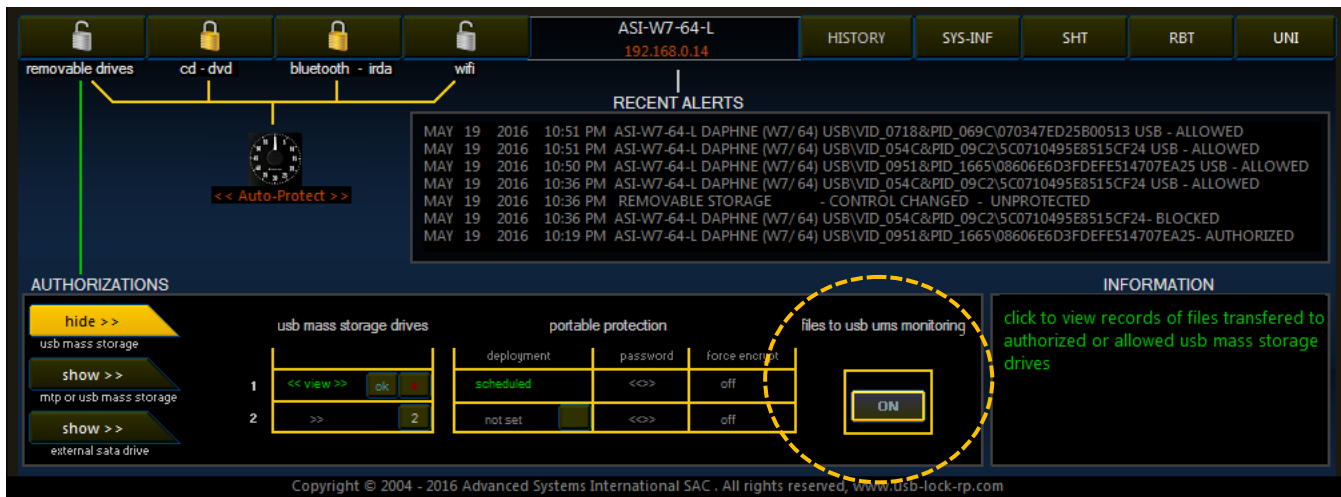 ASI-W7-64-L
192.168.0.14
HISTORY
SYS-INF
SHT
RBT
UNI
removable drives
cd - dvd
bluetooth - irda
wifi
<< Auto-Protect >>
RECENT ALERTS
MAY 19 2016 10:51 PM ASI-W7-64-L DAPHNE (W7/ 64) USB\VID_0718&PID_069C\070347ED25B00513 USB - ALLOWED
MAY 19 2016 10:51 PM ASI-W7-64-L DAPHNE (W7/ 64) USB\VID_054C&PID_09C2\5C0710495E8515CF24 USB - ALLOWED
MAY 19 2016 10:50 PM ASI-W7-64-L DAPHNE (W7/ 64) USB\VID_0951&PID_1665\08606E6D3FDEFE514707EA25 USB - ALLOWED
MAY 19 2016 10:36 PM ASI-W7-64-L DAPHNE (W7/ 64) USB\VID_054C&PID_09C2\5C0710495E8515CF24 USB - ALLOWED
MAY 19 2016 10:36 PM REMOVABLE STORAGE - CONTROL CHANGED - UNPROTECTED
MAY 19 2016 10:36 PM ASI-W7-64-L DAPHNE (W7/ 64) USB\VID_054C&PID_09C2\5C0710495E8515CF24- BLOCKED
MAY 19 2016 10:19 PM ASI-W7-64-L DAPHNE (W7/ 64) USB\VID_0951&PID_1665\08606E6D3FDEFE514707EA25- AUTHORIZED
AUTHORIZATIONS
hide >>
usb mass storage
show >>
mtp or usb mass storage
show >>
external sata drive
usb mass storage drives
1 << view >> ok
2 >> 2
portable protection
deployment password force encrypt
scheduled <<>> off
not set <<>> off
files to usb ums monitoring
ON
INFORMATION
click to view records of files transfered to
authorized or allowed usb mass storage
drives
Copyright © 2004 - 2016 Advanced Systems International SAC . All rights reserved, www.usb-lock-rp.com